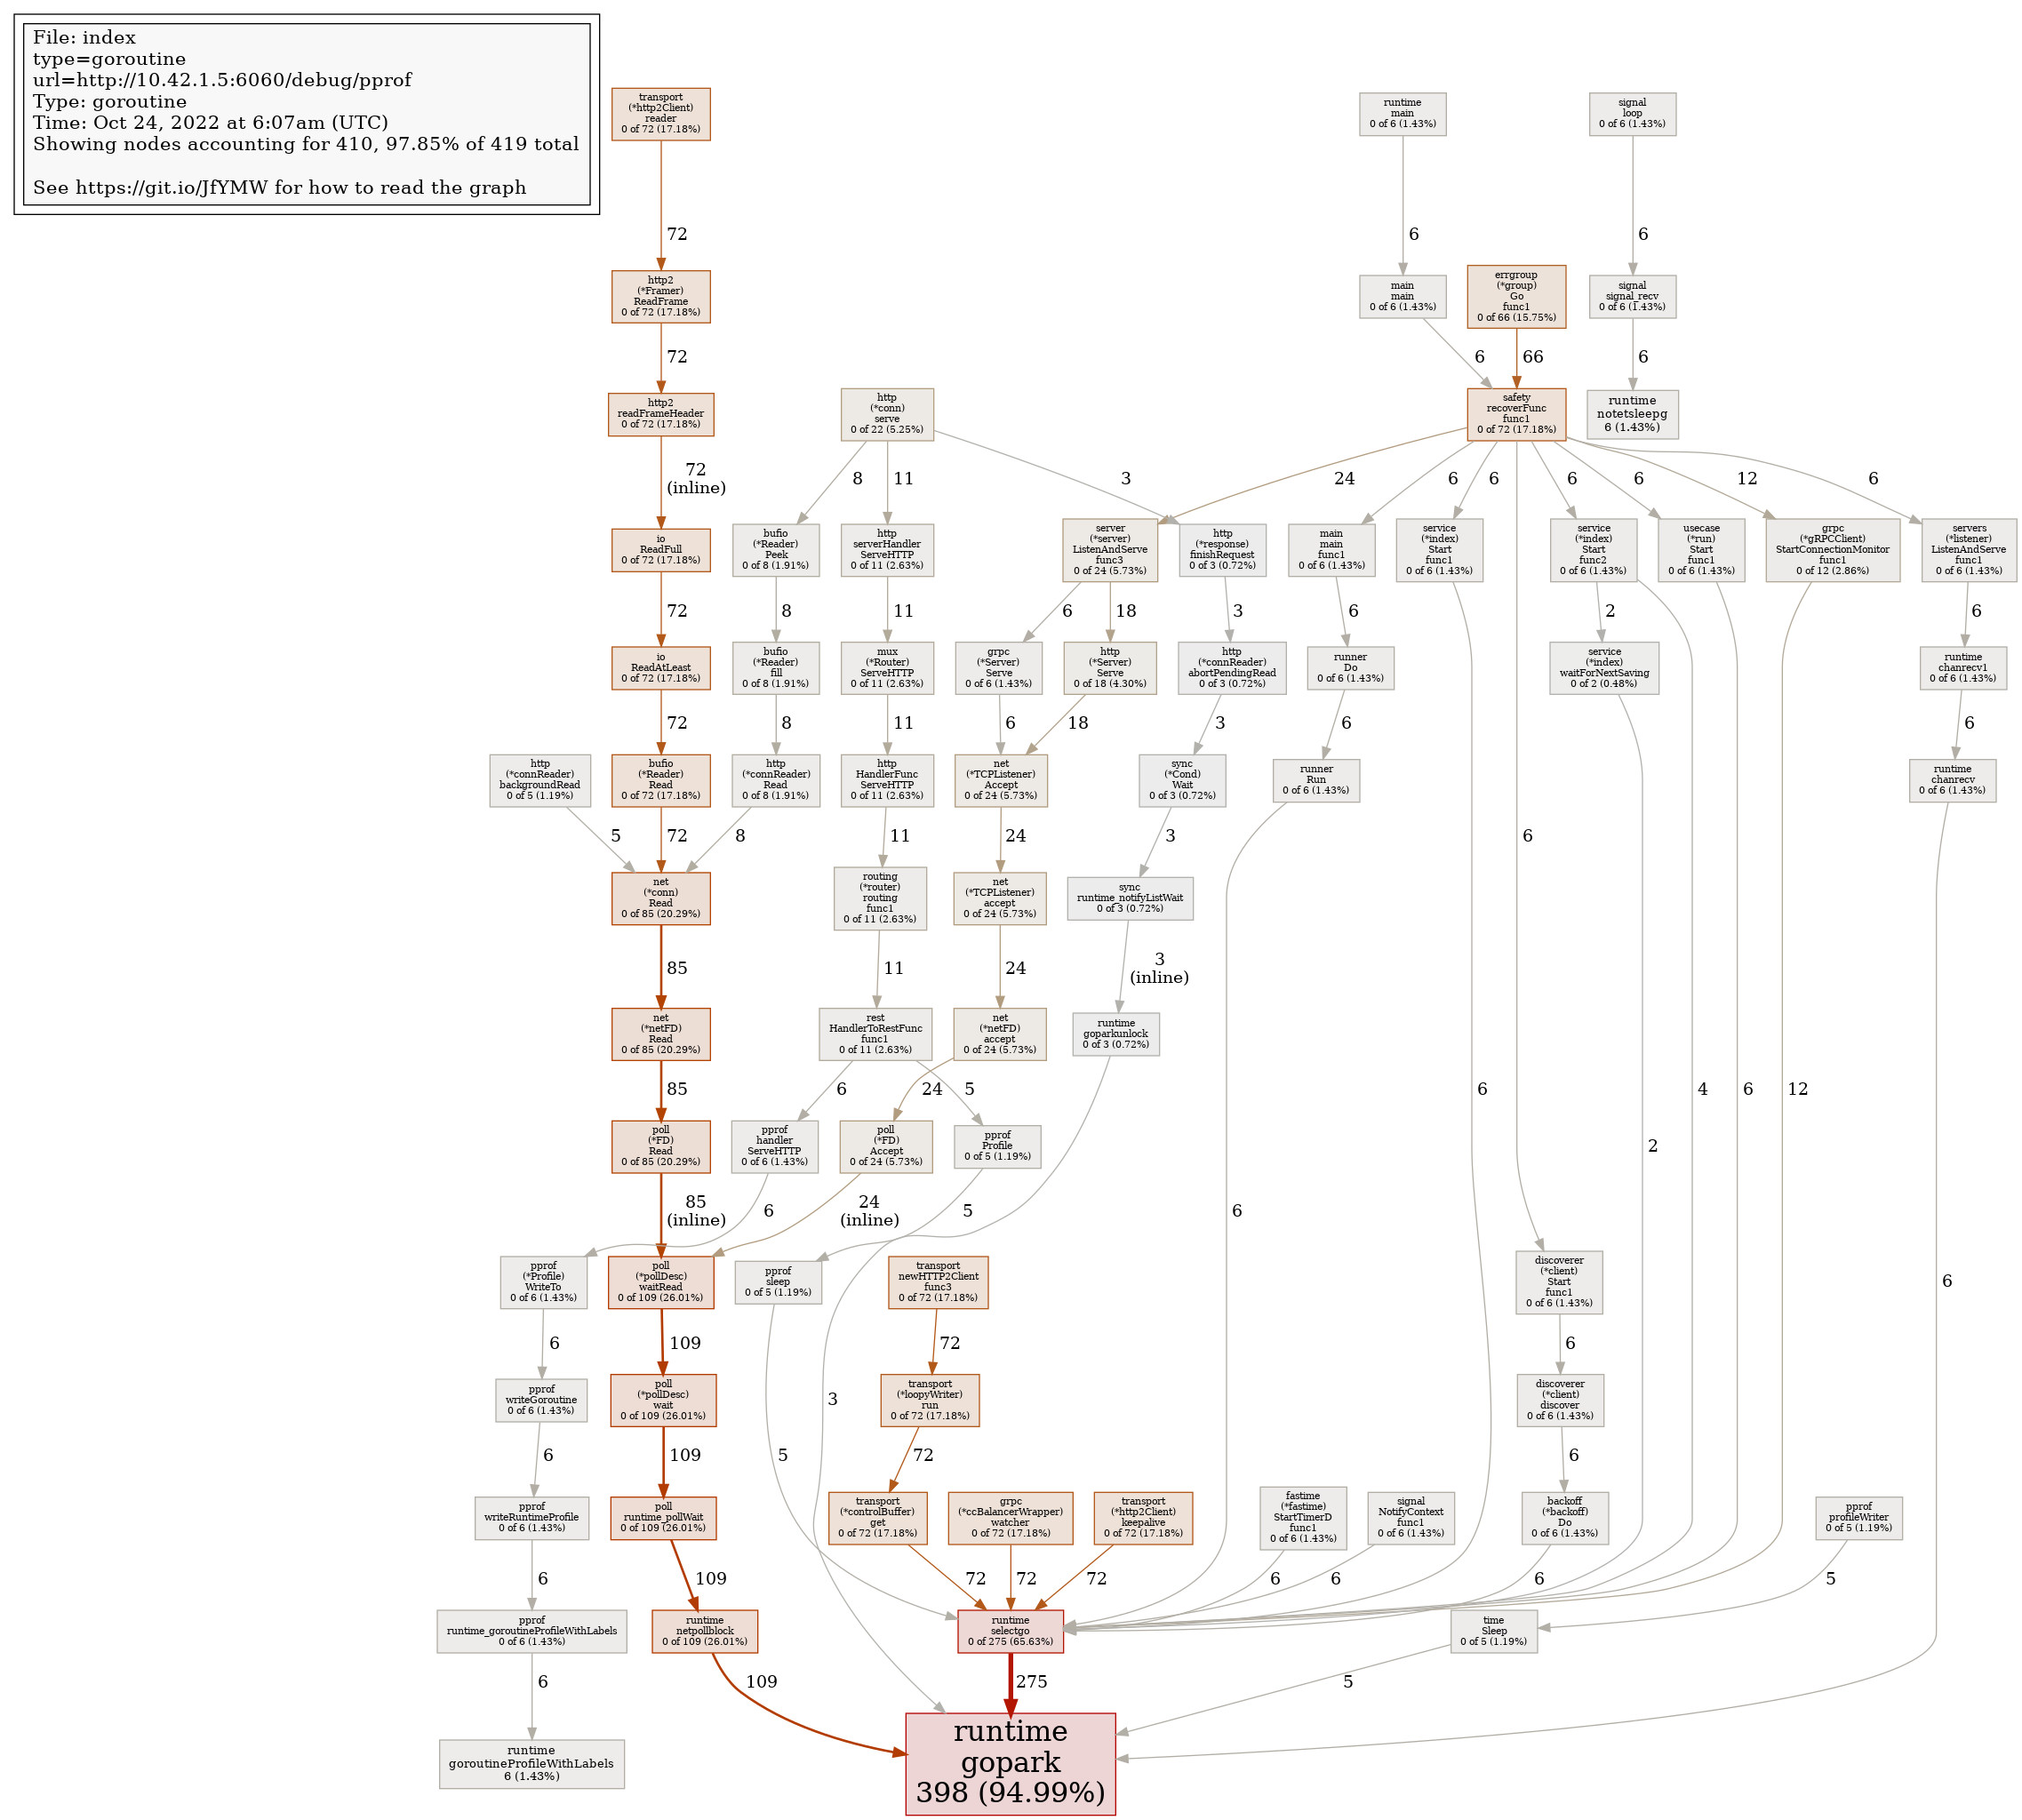 File: index
type=goroutine
url=http://10.42.1.5:6060/debug/pprof
Type: goroutine
Time: Oct 24, 2022 at 6:07am (UTC)
Showing nodes accounting for 410, 97.85% of 419 total
See https://git.io/JfYMW for how to read the graph
transport
(*http2Client)
reader
0 of 72 (17.18%)
runtime
main
0 of 6 (1.43%)
signal
loop
0 of 6 (1.43%)
72
6
6
http2
(*Framer)
ReadFrame
0 of 72 (17.18%)
main
main
0 of 6 (1.43%)
errgroup
(*group)
Go
func1
0 of 66 (15.75%)
signal
signal_recv
0 of 6 (1.43%)
72
6
66
6
http2
readFrameHeader
0 of 72 (17.18%)
http
(*conn)
serve
0 of 22 (5.25%)
safety
recoverFunc
func1
0 of 72 (17.18%)
runtime
notetsleepg
6 (1.43%)
72
(inline)
8
11
3
24
6
6
6
6
12
6
io
ReadFull
0 of 72 (17.18%)
bufio
(*Reader)
Peek
0 of 8 (1.91%)
http
serverHandler
ServeHTTP
0 of 11 (2.63%)
server
(*server)
ListenAndServe
func3
0 of 24 (5.73%)
http
(*response)
finishRequest
0 of 3 (0.72%)
main
main
func1
0 of 6 (1.43%)
service
(*index)
Start
func1
0 of 6 (1.43%)
service
(*index)
Start
func2
0 of 6 (1.43%)
usecase
(*run)
Start
func1
0 of 6 (1.43%)
grpc
(*gRPCClient)
StartConnectionMonitor
func1
0 of 12 (2.86%)
servers
(*listener)
ListenAndServe
func1
0 of 6 (1.43%)
72
8
11
6
18
3
6
2
6
io
ReadAtLeast
0 of 72 (17.18%)
bufio
(*Reader)
fill
0 of 8 (1.91%)
mux
(*Router)
ServeHTTP
0 of 11 (2.63%)
grpc
(*Server)
Serve
0 of 6 (1.43%)
http
(*Server)
Serve
0 of 18 (4.30%)
http
(*connReader)
abortPendingRead
0 of 3 (0.72%)
runner
Do
0 of 6 (1.43%)
service
(*index)
waitForNextSaving
0 of 2 (0.48%)
runtime
chanrecv1
0 of 6 (1.43%)
72
8
11
6
18
3
6
6
http
(*connReader)
backgroundRead
0 of 5 (1.19%)
bufio
(*Reader)
Read
0 of 72 (17.18%)
http
(*connReader)
Read
0 of 8 (1.91%)
http
HandlerFunc
ServeHTTP
0 of 11 (2.63%)
net
(*TCPListener)
Accept
0 of 24 (5.73%)
sync
(*Cond)
Wait
0 of 3 (0.72%)
runner
Run
0 of 6 (1.43%)
runtime
chanrecv
0 of 6 (1.43%)
5
72
8
11
24
3
6
net
(*conn)
Read
0 of 85 (20.29%)
routing
(*router)
routing
func1
0 of 11 (2.63%)
net
(*TCPListener)
accept
0 of 24 (5.73%)
sync
runtime_notifyListWait
0 of 3 (0.72%)
85
11
24
3
(inline)
net
(*netFD)
Read
0 of 85 (20.29%)
rest
HandlerToRestFunc
func1
0 of 11 (2.63%)
net
(*netFD)
accept
0 of 24 (5.73%)
runtime
goparkunlock
0 of 3 (0.72%)
85
6
24
5
6
4
6
12
poll
(*FD)
Read
0 of 85 (20.29%)
pprof
handler
ServeHTTP
0 of 6 (1.43%)
poll
(*FD)
Accept
0 of 24 (5.73%)
pprof
Profile
0 of 5 (1.19%)
2
85
(inline)
6
24
(inline)
5
6
pprof
(*Profile)
WriteTo
0 of 6 (1.43%)
poll
(*pollDesc)
waitRead
0 of 109 (26.01%)
pprof
sleep
0 of 5 (1.19%)
transport
newHTTP2Client
func3
0 of 72 (17.18%)
discoverer
(*client)
Start
func1
0 of 6 (1.43%)
6
6
109
72
6
pprof
writeGoroutine
0 of 6 (1.43%)
poll
(*pollDesc)
wait
0 of 109 (26.01%)
3
transport
(*loopyWriter)
run
0 of 72 (17.18%)
discoverer
(*client)
discover
0 of 6 (1.43%)
6
109
5
72
6
pprof
writeRuntimeProfile
0 of 6 (1.43%)
poll
runtime_pollWait
0 of 109 (26.01%)
transport
(*controlBuffer)
get
0 of 72 (17.18%)
grpc
(*ccBalancerWrapper)
watcher
0 of 72 (17.18%)
transport
(*http2Client)
keepalive
0 of 72 (17.18%)
fastime
(*fastime)
StartTimerD
func1
0 of 6 (1.43%)
signal
NotifyContext
func1
0 of 6 (1.43%)
backoff
(*backoff)
Do
0 of 6 (1.43%)
pprof
profileWriter
0 of 5 (1.19%)
6
109
72
72
72
6
6
6
5
pprof
runtime_goroutineProfileWithLabels
0 of 6 (1.43%)
runtime
netpollblock
0 of 109 (26.01%)
runtime
selectgo
0 of 275 (65.63%)
time
Sleep
0 of 5 (1.19%)
6
109
275
5
runtime
goroutineProfileWithLabels
6 (1.43%)
runtime
gopark
398 (94.99%)